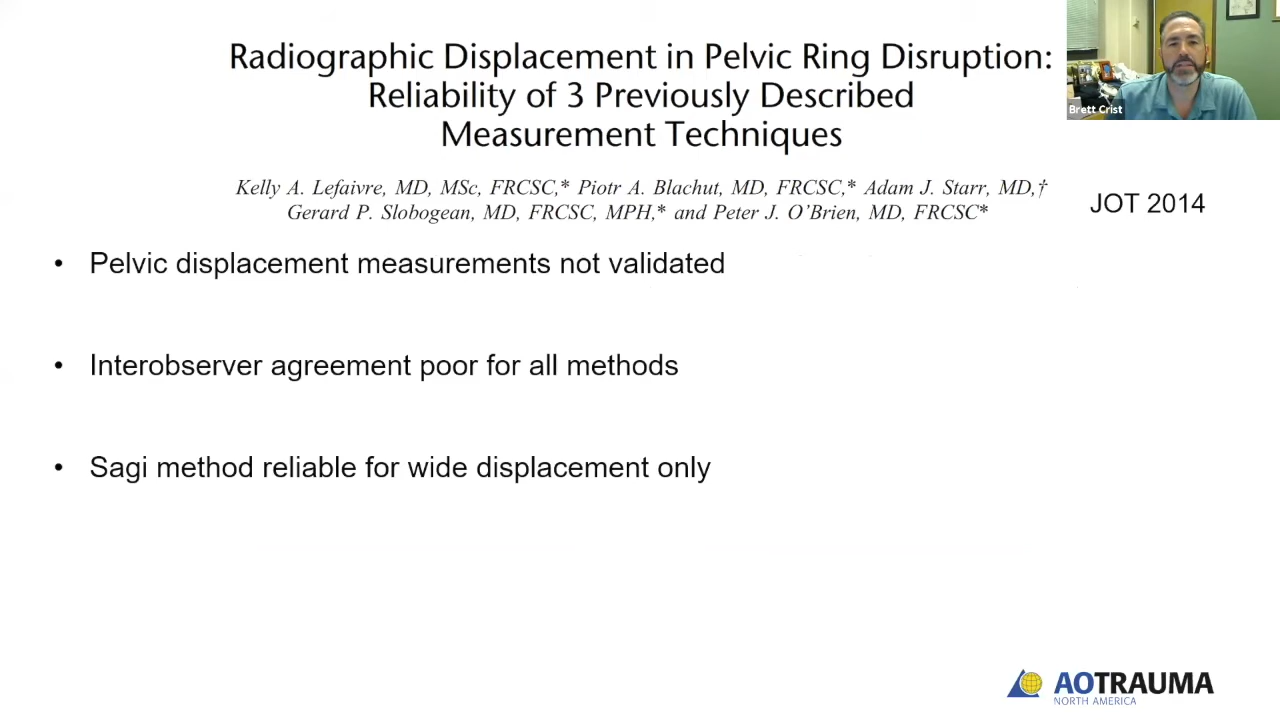 Radiographic Displacement in Pelvic Ring Disruption:
Reliability of 3 Previously Described
Measurement Techniques
Brett Crist
Kelly A. Lefaivre, MD, MSc, FRCSC,* Piotr A. Blachut, MD, FRCSC,* Adam J. Starr, MD,†
Gerard P. Slobogean, MD, FRCSC, MPH,* and Peter J. O’Brien, MD, FRCSC*
JOT 2014
• Pelvic displacement measurements not validated
• Interobserver agreement poor for all methods
• Sagi method reliable for wide displacement only
AOTRAUMA
NORTH AMERICA